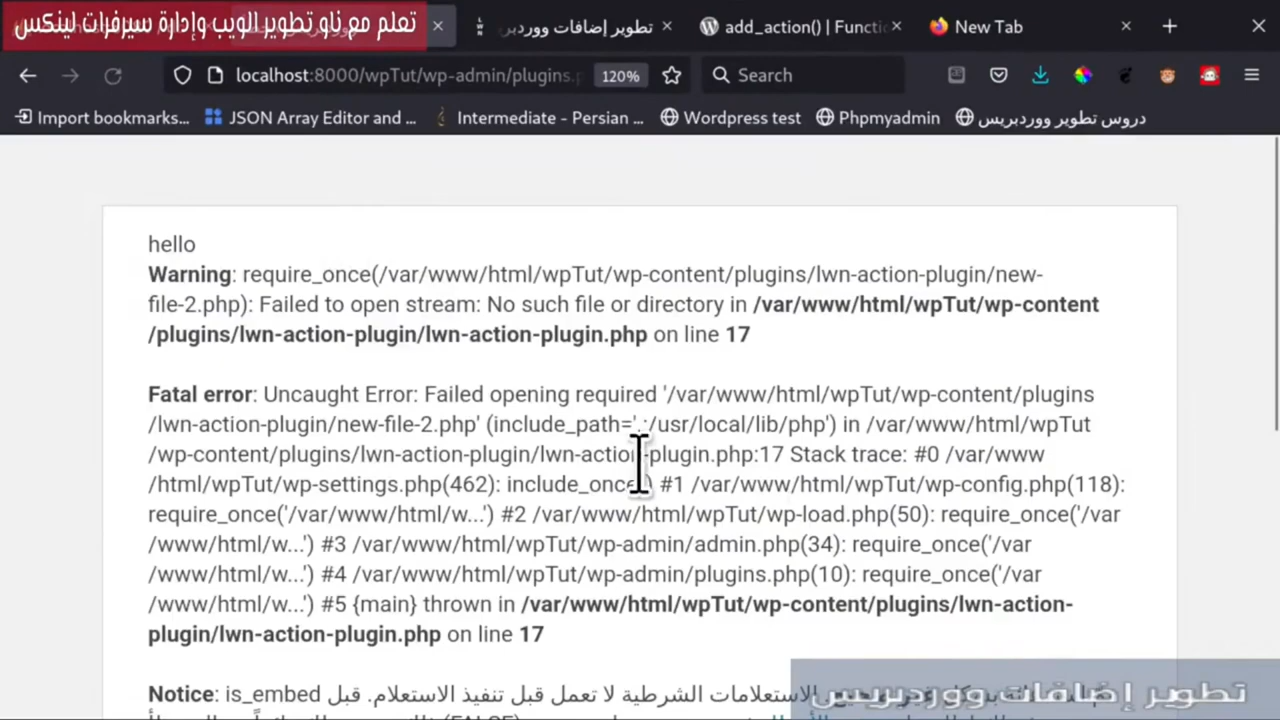 تعلم مع ناو تطوير الويب وإدارة سيرفرات لينكس
تطوير إضافات ووردبريس
add_action() | Functi
New Tab
localhost:8000/wpTut/wp-admin/plugins.p
120%
Search
Import bookmarks...
JSON Array Editor and ...
Intermediate - Persian ...
Wordpress test
Phpmyadmin
دروس تطوير ووردبريس
hello
Warning: require_once(/var/www/html/wpTut/wp-content/plugins/lwn-action-plugin/new-
file-2.php): Failed to open stream: No such file or directory in /var/www/html/wpTut/wp-content
/plugins/lwn-action-plugin/lwn-action-plugin.php on line 17
Fatal error: Uncaught Error: Failed opening required '/var/www/html/wpTut/wp-content/plugins
/lwn-action-plugin/new-file-2.php' (include_path='.:/usr/local/lib/php') in /var/www/html/wpTut
/wp-content/plugins/lwn-action-plugin/lwn-action-plugin.php:17 Stack trace: #0 /var/www
/html/wpTut/wp-settings.php(462): include_once() #1 /var/www/html/wpTut/wp-config.php(118):
require_once('/var/www/html/w...') #2 /var/www/html/wpTut/wp-load.php(50): require_once('/var
/www/html/w...') #3 /var/www/html/wpTut/wp-admin/admin.php(34): require_once('/var
/www/html/w...') #4 /var/www/html/wpTut/wp-admin/plugins.php(10): require_once('/var
/www/html/w...') #5 {main} thrown in /var/www/html/wpTut/wp-content/plugins/lwn-action-
plugin/lwn-action-plugin.php on line 17
Notice: is_embed الاستعلامات الشرطية لا تعمل قبل تنفيذ الاستعلام. قبل
تطوير إضافات ووردبريس